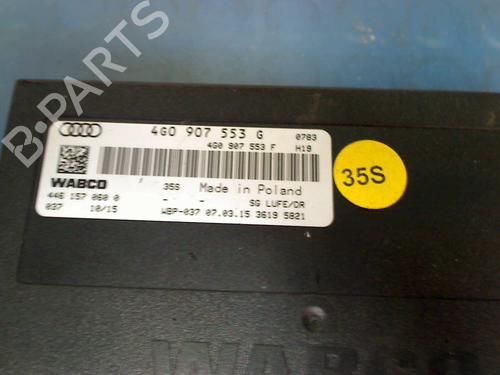 4G0 907 553 G
0783
4G0 907 553 F
H19
WABCO
35S
Made in Poland
446 157 060 0
- -
SG LUFE/DR
037
10/15
WBP-037 07.03.15 3619 5821
35S
WABCO
B-PARTS